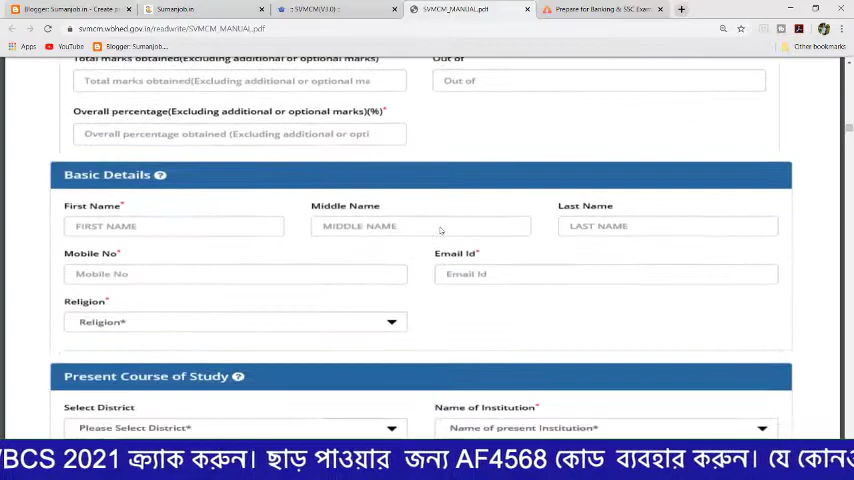 Blogger: Sumanjob.in - Create p
Sumanjob.in
:: SVMCM(V3.0) ::
SVMCM_MANUAL.pdf
Prepare for Banking & SSC Exam
svmcm.wbhed.gov.in/readwrite/SVMCM_MANUAL.pdf
Apps
YouTube
Blogger: Sumanjob....
Other bookmarks
Total marks obtained(Excluding additional or optional marks)
Out of
Total marks obtained(Excluding additional or optional ma
Out of
Overall percentage(Excluding additional or optional marks)(%)*
Overall percentage obtained (Excluding additional or opti
Basic Details
First Name*
Middle Name
Last Name
FIRST NAME
MIDDLE NAME
LAST NAME
Mobile No*
Email Id*
Mobile No
Email Id
Religion*
Religion*
Present Course of Study
Select District
Name of Institution*
Please Select District*
Name of present Institution*
WBCS 2021 ক্র্যাক করুন। ছাড় পাওয়ার জন্য AF4568 কোড ব্যবহার করুন। যে কোনও